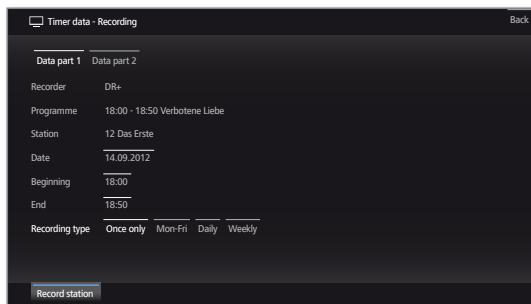 Timer data - Recording Back
Data part 1 Data part 2
Recorder DR+
Programme 18:00 - 18:50 Verbotene Liebe
Station 12 Das Erste
Date 14.09.2012
Beginning 18:00
End 18:50
Recording type Once only Mon-Fri Daily Weekly
Record station